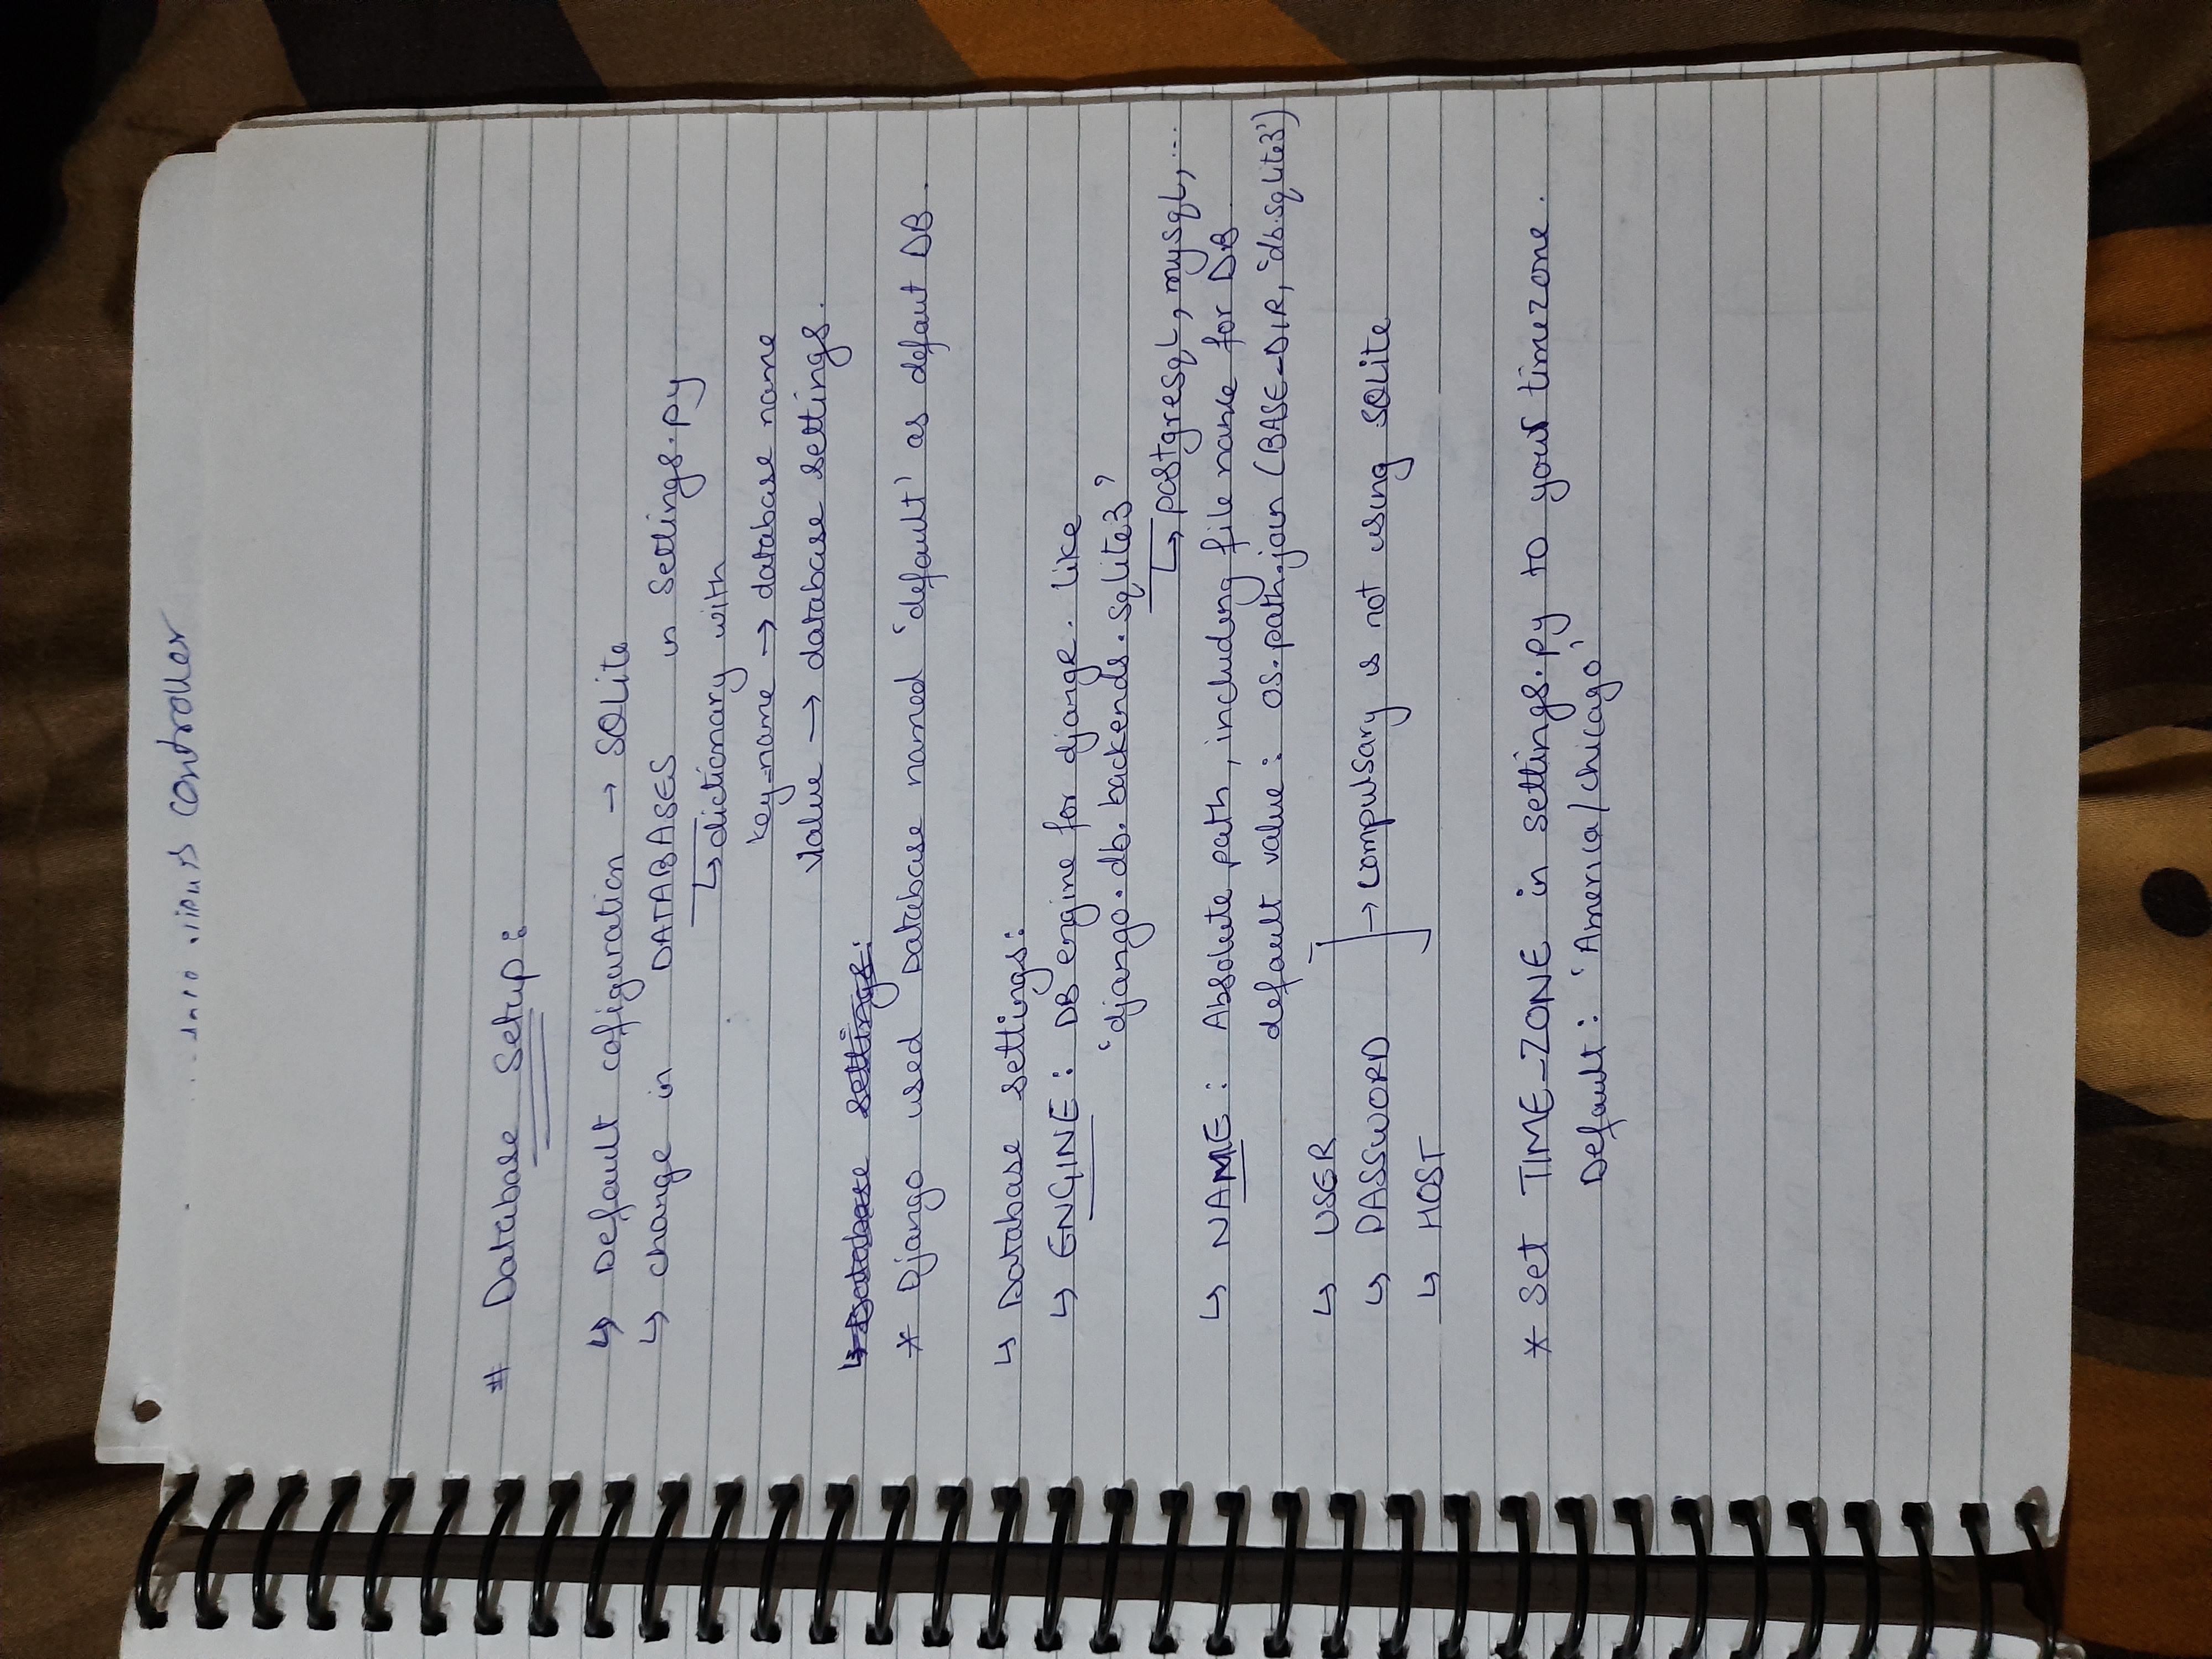 controller
# Database Setup:
↳ Default cofiguration → SQLite
↳ change in DATABASES in Settings.py
↳ dictionary with
key-name → database name
Value → database settings.
↳ Database settings:
* Django used Database named 'default' as defaut DB.
↳ Database settings:
↳ ENGINE: DB engine for django. like
'django.db.backends.sqlite3'
↳ postgresql, mysql, ...
↳ NAME: Absolute path, including file name for DB
default value: os.path.join (BASE_DIR, 'db.sqlite3')
↳ USER
↳ PASSWORD → compulsary is not using SQLite
↳ HOST
* Set TIME_ZONE in settings.py to your timezone.
Default: 'America/chicago'